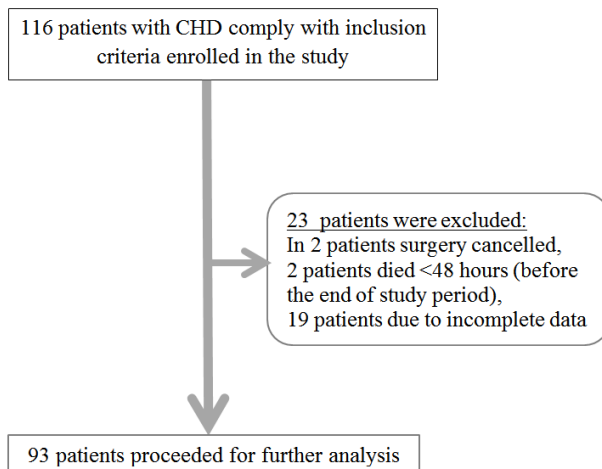 116 patients with CHD comply with inclusion
criteria enrolled in the study
23 patients were excluded:
In 2 patients surgery cancelled,
2 patients died <48 hours (before
the end of study period),
19 patients due to incomplete data
93 patients proceeded for further analysis